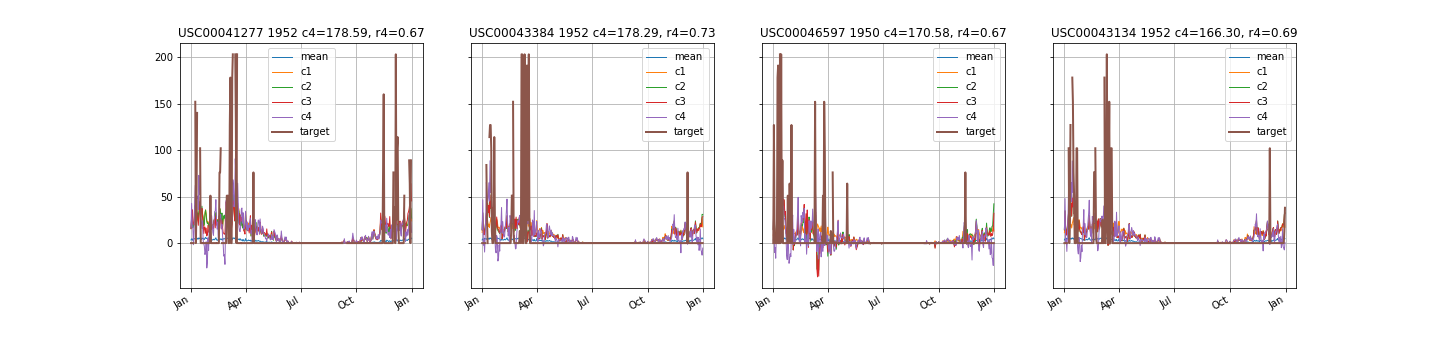 USC00041277 1952 c4=178.59, r4=0.67
USC00043384 1952 c4=178.29, r4=0.73
USC00046597 1950 c4=170.58, r4=0.67
USC00043134 1952 c4=166.30, r4=0.69
200
150
100
50
0
mean
c1
c2
c3
c4
target
mean
c1
c2
c3
c4
target
mean
c1
c2
c3
c4
target
mean
c1
c2
c3
c4
target
Jan
Apr
Jul
Oct
Jan
Jan
Apr
Jul
Oct
Jan
Jan
Apr
Jul
Oct
Jan
Jan
Apr
Jul
Oct
Jan